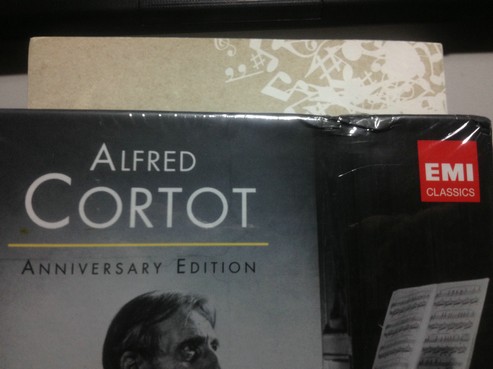 ALFRED
CORTOT
ANNIVERSARY EDITION
EMI
CLASSICS